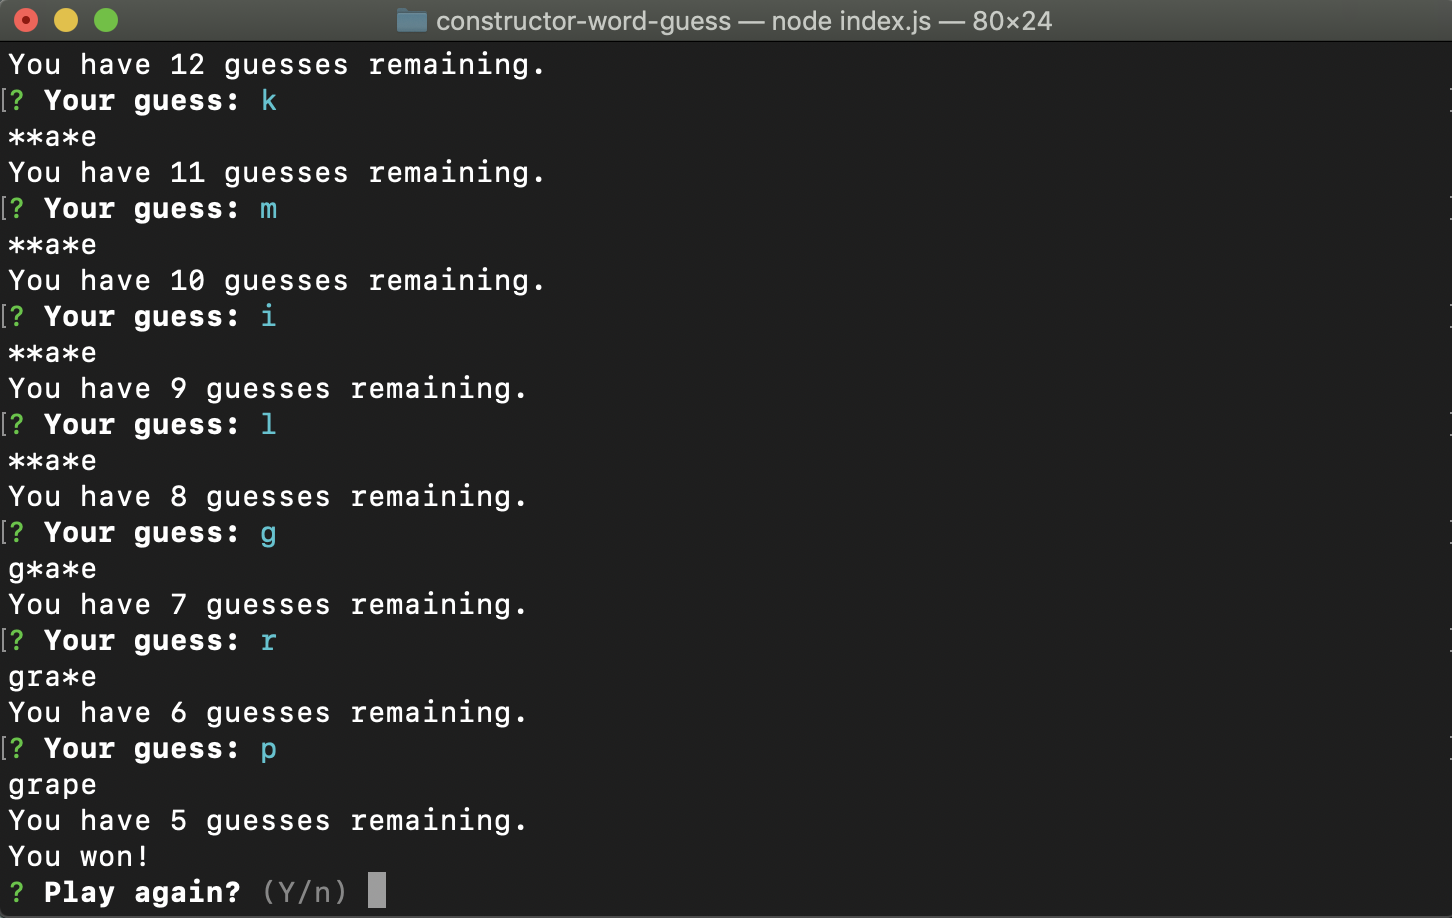 constructor-word-guess — node index.js — 80×24
You have 12 guesses remaining.
[? Your guess: k
**a*e
You have 11 guesses remaining.
[? Your guess: m
**a*e
You have 10 guesses remaining.
[? Your guess: i
**a*e
You have 9 guesses remaining.
[? Your guess: l
**a*e
You have 8 guesses remaining.
[? Your guess: g
g*a*e
You have 7 guesses remaining.
[? Your guess: r
gra*e
You have 6 guesses remaining.
[? Your guess: p
grape
You have 5 guesses remaining.
You won!
? Play again? (Y/n)